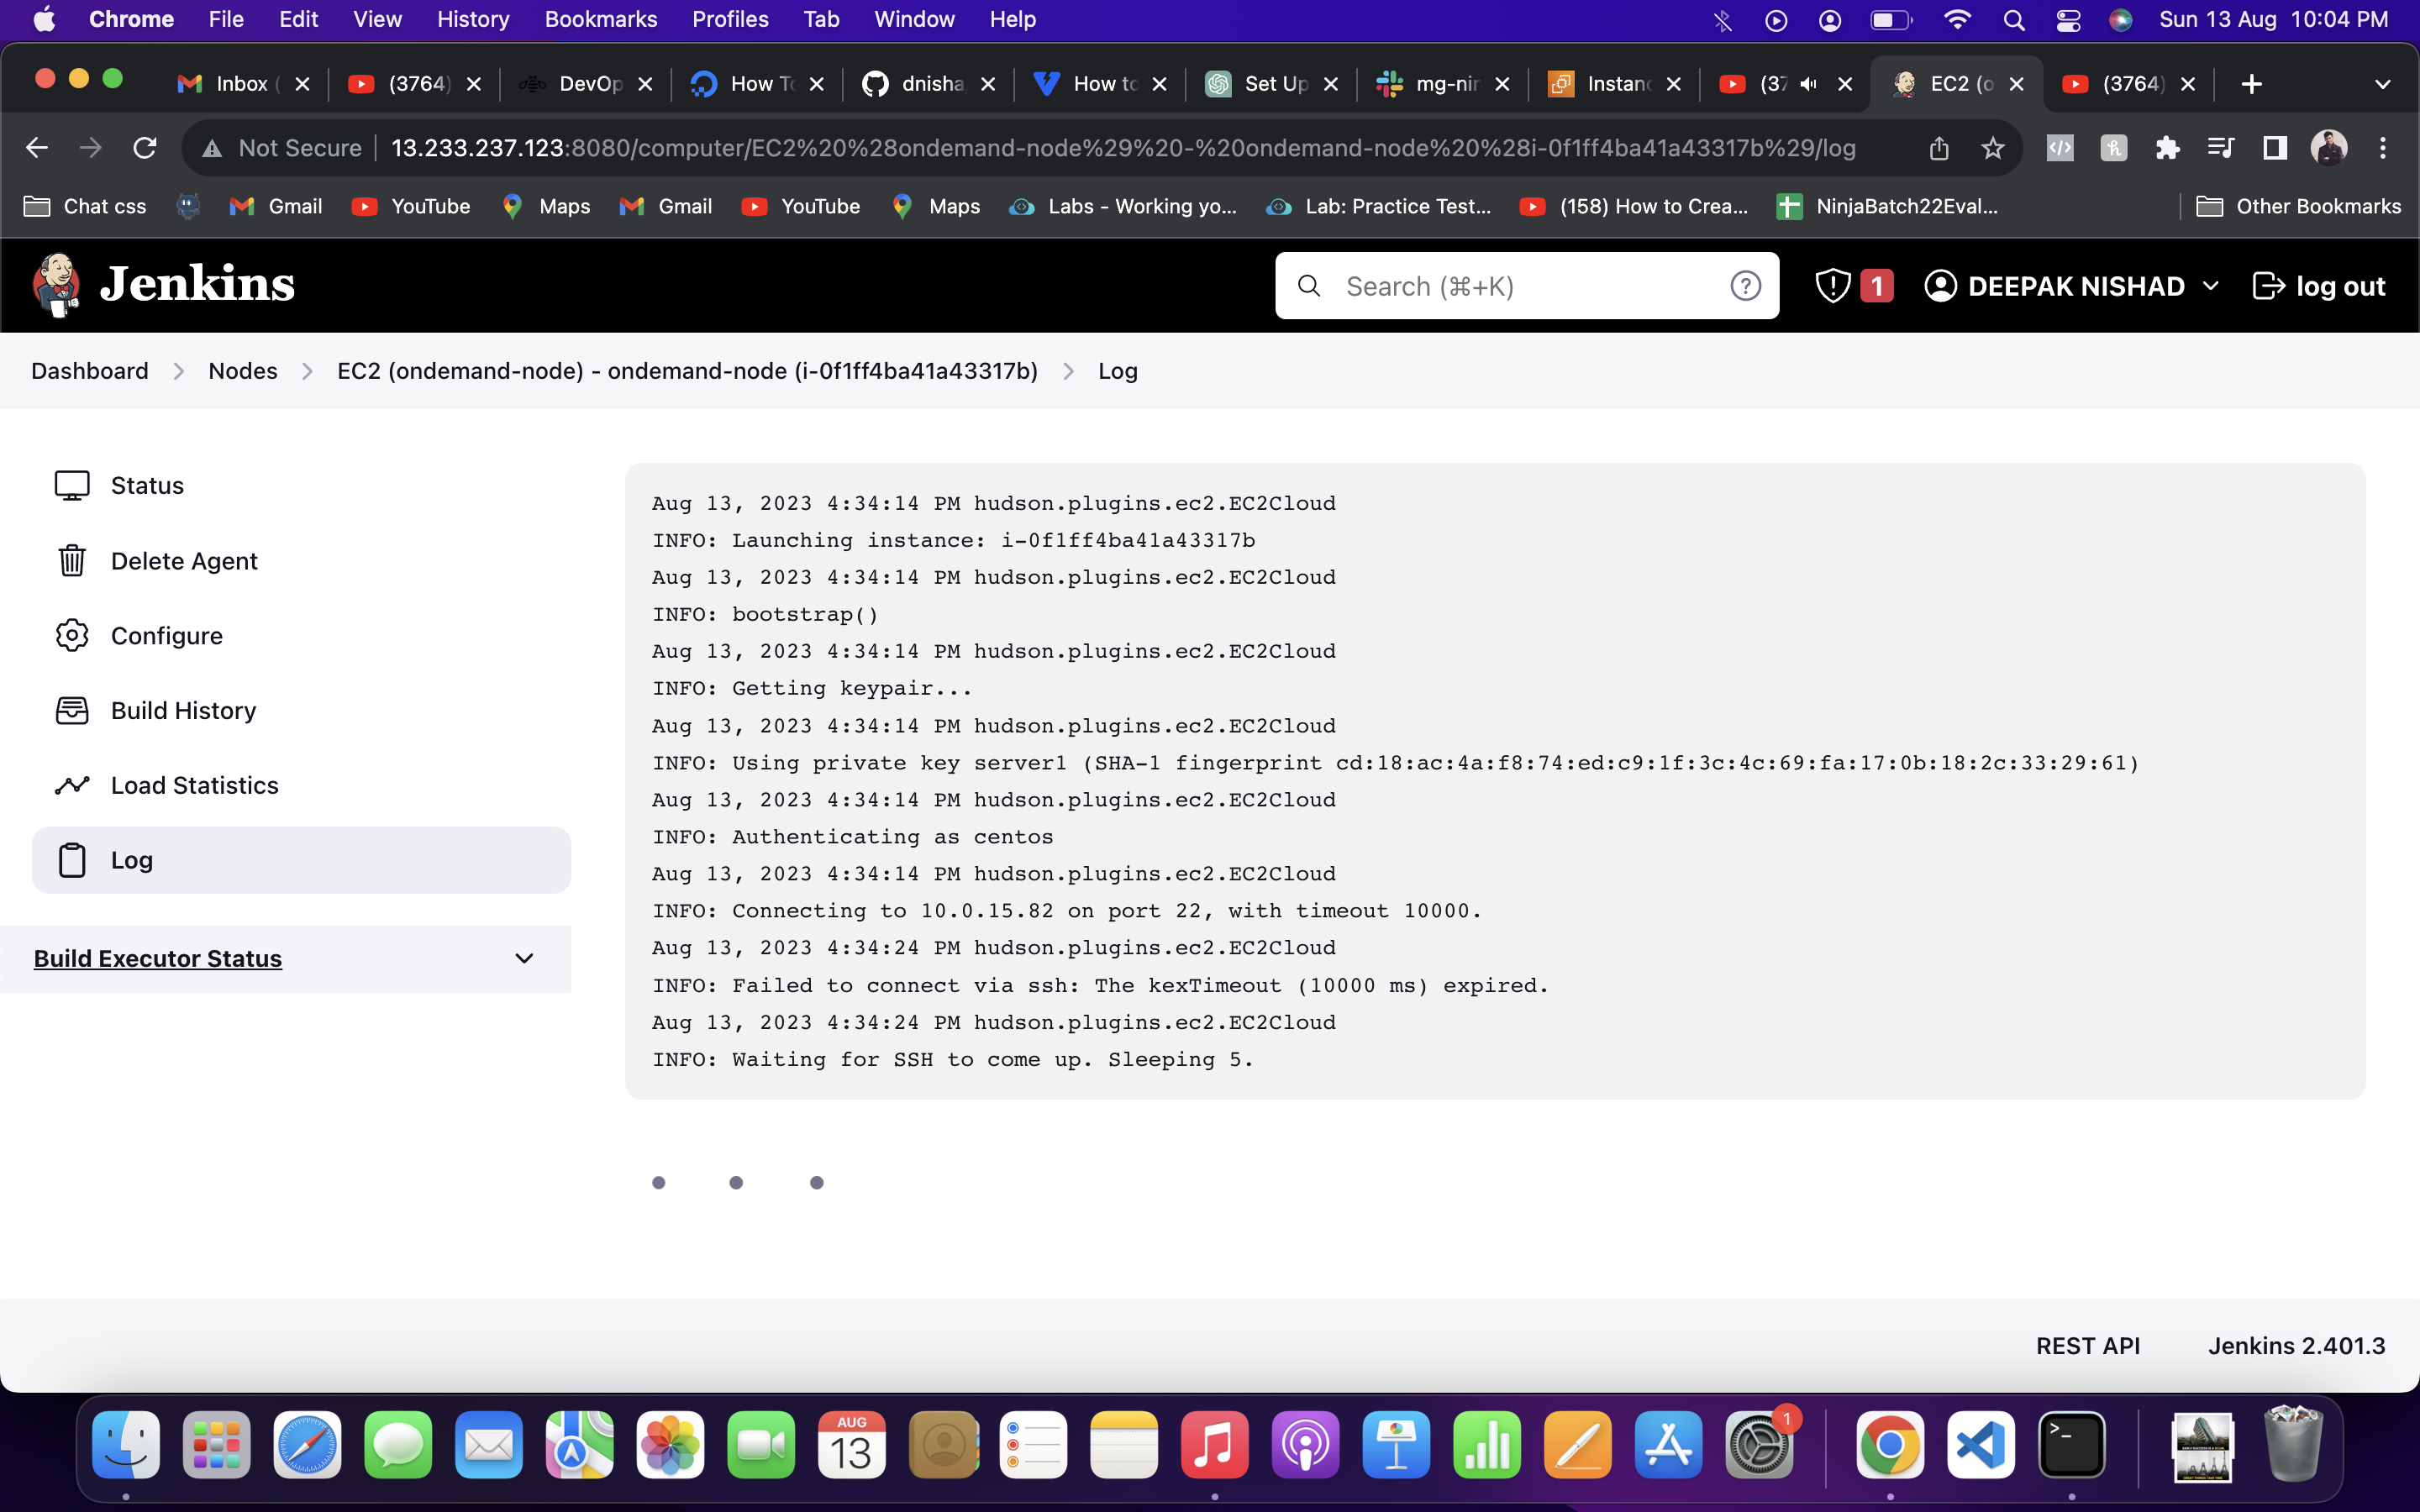 Chrome File Edit View History Bookmarks Profiles Tab Window Help Sun 13 Aug 10:04 PM
Inbox ( (3764) DevOp How To dnisha How to Set Up mg-nin Instanc (37 EC2 (o (3764)
Not Secure 13.233.237.123:8080/computer/EC2%20%28ondemand-node%29%20-%20ondemand-node%20%28i-0f1ff4ba41a43317b%29/log
Chat css Gmail YouTube Maps Gmail YouTube Maps Labs - Working yo... Lab: Practice Test... (158) How to Crea... NinjaBatch22Eval... Other Bookmarks
Jenkins Search (⌘+K) 1 DEEPAK NISHAD log out
Dashboard Nodes EC2 (ondemand-node) - ondemand-node (i-0f1ff4ba41a43317b) Log
Status
Delete Agent
Configure
Build History
Load Statistics
Log
Build Executor Status
Aug 13, 2023 4:34:14 PM hudson.plugins.ec2.EC2Cloud
INFO: Launching instance: i-0f1ff4ba41a43317b
Aug 13, 2023 4:34:14 PM hudson.plugins.ec2.EC2Cloud
INFO: bootstrap()
Aug 13, 2023 4:34:14 PM hudson.plugins.ec2.EC2Cloud
INFO: Getting keypair...
Aug 13, 2023 4:34:14 PM hudson.plugins.ec2.EC2Cloud
INFO: Using private key server1 (SHA-1 fingerprint cd:18:ac:4a:f8:74:ed:c9:1f:3c:4c:69:fa:17:0b:18:2c:33:29:61)
Aug 13, 2023 4:34:14 PM hudson.plugins.ec2.EC2Cloud
INFO: Authenticating as centos
Aug 13, 2023 4:34:14 PM hudson.plugins.ec2.EC2Cloud
INFO: Connecting to 10.0.15.82 on port 22, with timeout 10000.
Aug 13, 2023 4:34:24 PM hudson.plugins.ec2.EC2Cloud
INFO: Failed to connect via ssh: The kexTimeout (10000 ms) expired.
Aug 13, 2023 4:34:24 PM hudson.plugins.ec2.EC2Cloud
INFO: Waiting for SSH to come up. Sleeping 5.
REST API Jenkins 2.401.3
AUG
13
1